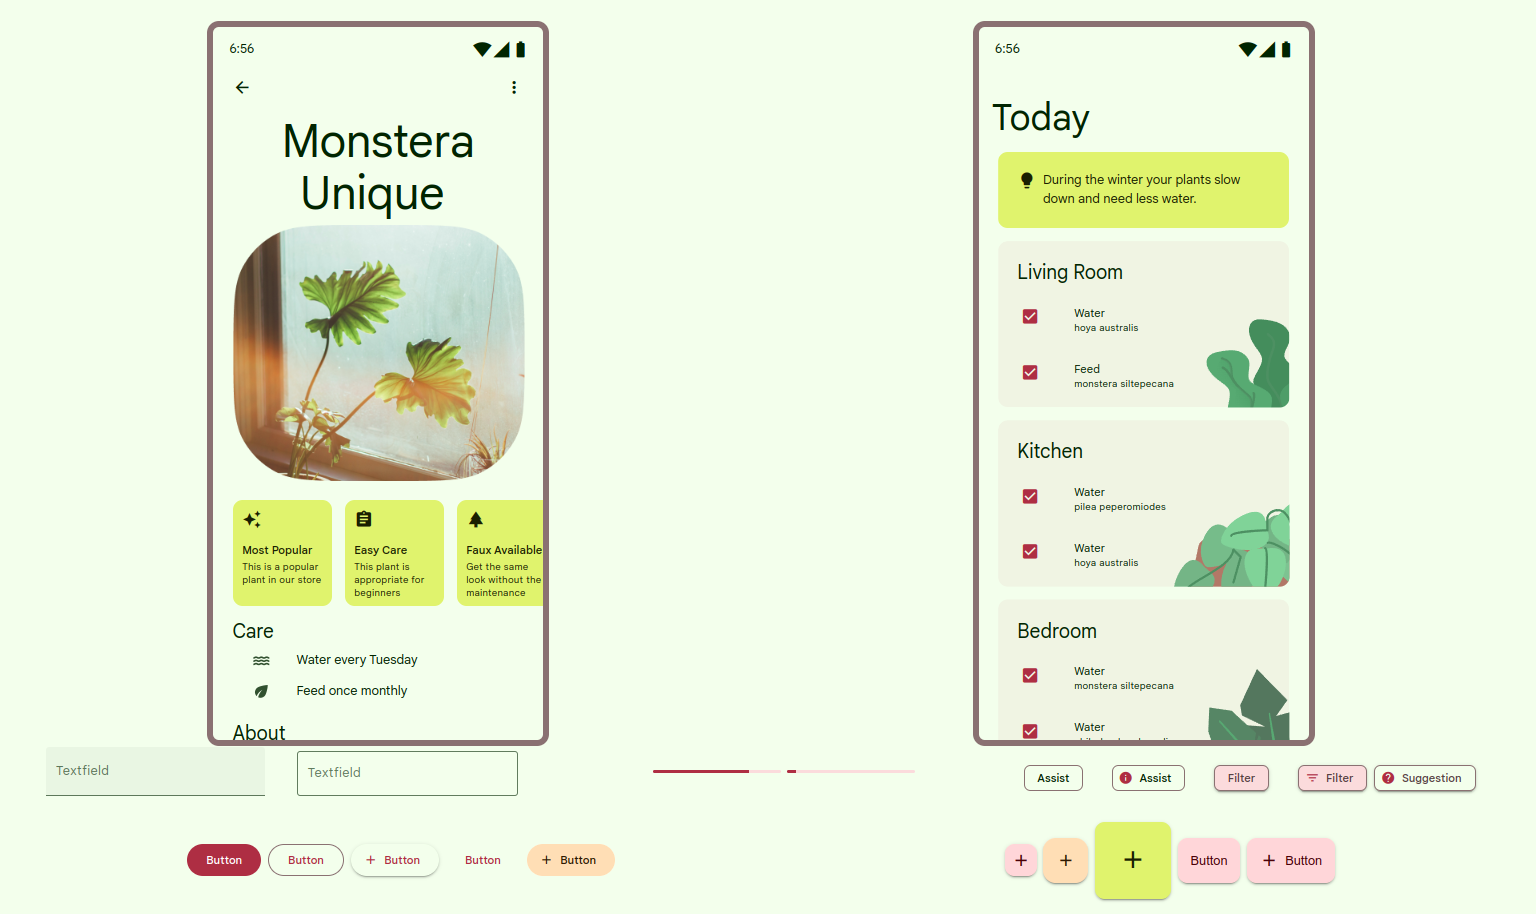 6:56
Monstera
Unique
Most Popular
This is a popular
plant in our store
Easy Care
This plant is
appropriate for
beginners
Faux Available
Get the same
look without the
maintenance
Care
Water every Tuesday
Feed once monthly
About
6:56
Today
During the winter your plants slow
down and need less water.
Living Room
Water
hoya australis
Feed
monstera siltepecana
Kitchen
Water
pilea peperomiodes
Water
hoya australis
Bedroom
Water
monstera siltepecana
Water
Textfield
Textfield
Assist
Assist
Filter
Filter
Suggestion
Button
Button
Button
Button
Button
Button
Button